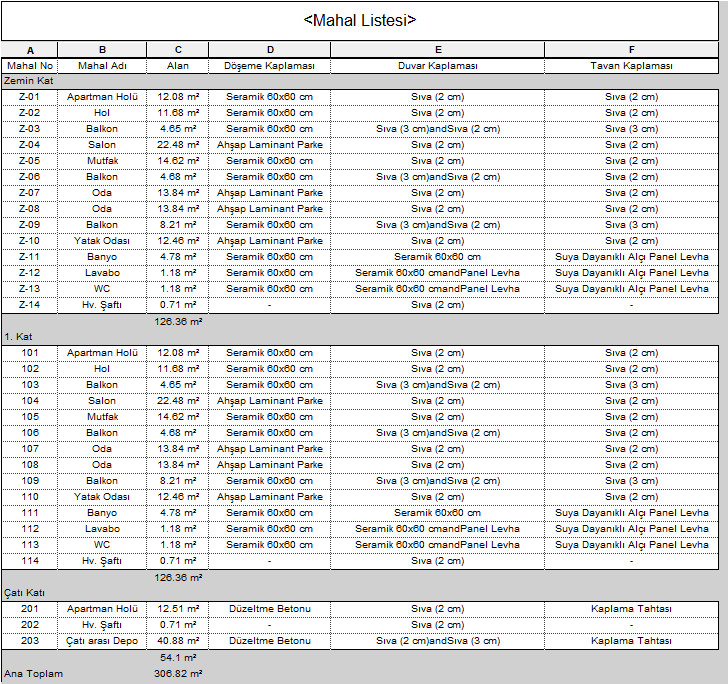 <Mahal Listesi>
A B C D E F
Mahal No Mahal Adı Alan Döşeme Kaplaması Duvar Kaplaması Tavan Kaplaması
Zemin Kat
Z-01 Apartman Holü 12.08 m² Seramik 60x60 cm Sıva (2 cm) Sıva (2 cm)
Z-02 Hol 11.68 m² Seramik 60x60 cm Sıva (2 cm) Sıva (2 cm)
Z-03 Balkon 4.65 m² Seramik 60x60 cm Sıva (3 cm)andSıva (2 cm) Sıva (3 cm)
Z-04 Salon 22.48 m² Ahşap Laminant Parke Sıva (2 cm) Sıva (2 cm)
Z-05 Mutfak 14.62 m² Seramik 60x60 cm Sıva (2 cm) Sıva (2 cm)
Z-06 Balkon 4.68 m² Seramik 60x60 cm Sıva (3 cm)andSıva (2 cm) Sıva (2 cm)
Z-07 Oda 13.84 m² Ahşap Laminant Parke Sıva (2 cm) Sıva (2 cm)
Z-08 Oda 13.84 m² Ahşap Laminant Parke Sıva (2 cm) Sıva (2 cm)
Z-09 Balkon 8.21 m² Seramik 60x60 cm Sıva (3 cm)andSıva (2 cm) Sıva (3 cm)
Z-10 Yatak Odası 12.46 m² Ahşap Laminant Parke Sıva (2 cm) Sıva (2 cm)
Z-11 Banyo 4.78 m² Seramik 60x60 cm Seramik 60x60 cm Suya Dayanıklı Alçı Panel Levha
Z-12 Lavabo 1.18 m² Seramik 60x60 cm Seramik 60x60 cmandPanel Levha Suya Dayanıklı Alçı Panel Levha
Z-13 WC 1.18 m² Seramik 60x60 cm Seramik 60x60 cmandPanel Levha Suya Dayanıklı Alçı Panel Levha
Z-14 Hv. Şaftı 0.71 m² - Sıva (2 cm) -
126.36 m²
1. Kat
101 Apartman Holü 12.08 m² Seramik 60x60 cm Sıva (2 cm) Sıva (2 cm)
102 Hol 11.68 m² Seramik 60x60 cm Sıva (2 cm) Sıva (2 cm)
103 Balkon 4.65 m² Seramik 60x60 cm Sıva (3 cm)andSıva (2 cm) Sıva (3 cm)
104 Salon 22.48 m² Ahşap Laminant Parke Sıva (2 cm) Sıva (2 cm)
105 Mutfak 14.62 m² Seramik 60x60 cm Sıva (2 cm) Sıva (2 cm)
106 Balkon 4.68 m² Seramik 60x60 cm Sıva (3 cm)andSıva (2 cm) Sıva (2 cm)
107 Oda 13.84 m² Ahşap Laminant Parke Sıva (2 cm) Sıva (2 cm)
108 Oda 13.84 m² Ahşap Laminant Parke Sıva (2 cm) Sıva (2 cm)
109 Balkon 8.21 m² Seramik 60x60 cm Sıva (3 cm)andSıva (2 cm) Sıva (3 cm)
110 Yatak Odası 12.46 m² Ahşap Laminant Parke Sıva (2 cm) Sıva (2 cm)
111 Banyo 4.78 m² Seramik 60x60 cm Seramik 60x60 cm Suya Dayanıklı Alçı Panel Levha
112 Lavabo 1.18 m² Seramik 60x60 cm Seramik 60x60 cmandPanel Levha Suya Dayanıklı Alçı Panel Levha
113 WC 1.18 m² Seramik 60x60 cm Seramik 60x60 cmandPanel Levha Suya Dayanıklı Alçı Panel Levha
114 Hv. Şaftı 0.71 m² - Sıva (2 cm) -
126.36 m²
Çatı Katı
201 Apartman Holü 12.51 m² Düzeltme Betonu Sıva (2 cm) Kaplama Tahtası
202 Hv. Şaftı 0.71 m² - Sıva (2 cm) -
203 Çatı arası Depo 40.88 m² Düzeltme Betonu Sıva (2 cm)andSıva (3 cm) Kaplama Tahtası
54.1 m²
Ana Toplam 306.82 m²